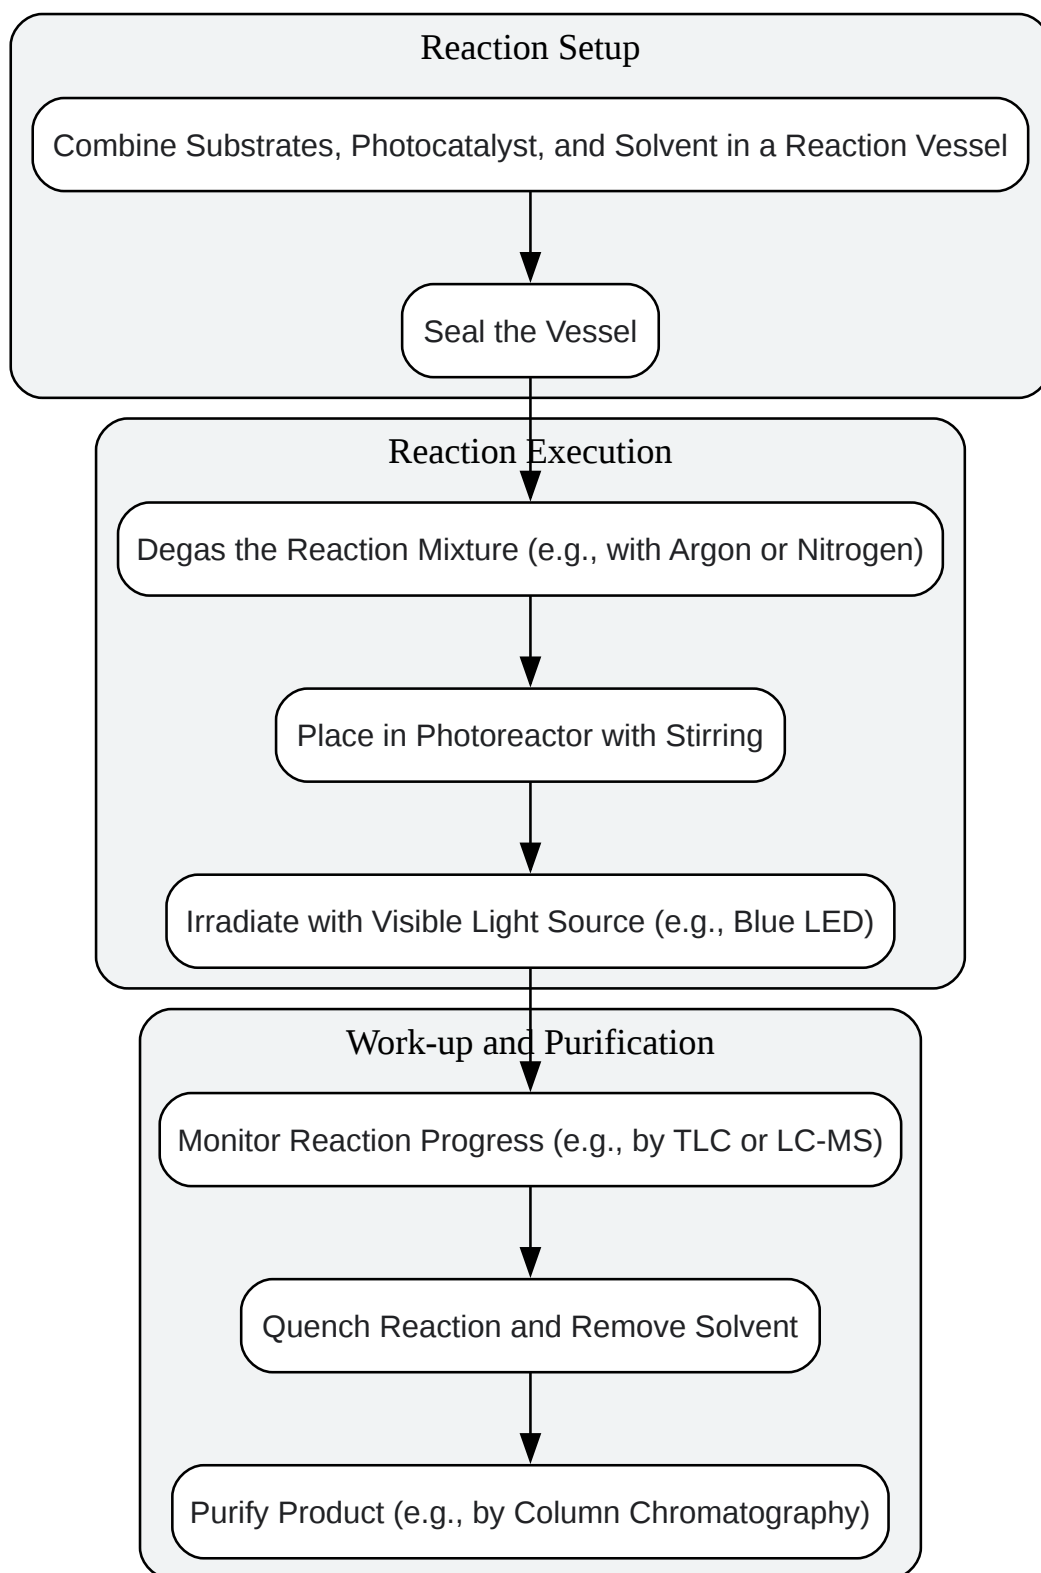 Reaction Setup
Combine Substrates, Photocatalyst, and Solvent in a Reaction Vessel
Seal the Vessel
Reaction Execution
Degas the Reaction Mixture (e.g., with Argon or Nitrogen)
Place in Photoreactor with Stirring
Irradiate with Visible Light Source (e.g., Blue LED)
Work-up and Purification
Monitor Reaction Progress (e.g., by TLC or LC-MS)
Quench Reaction and Remove Solvent
Purify Product (e.g., by Column Chromatography)